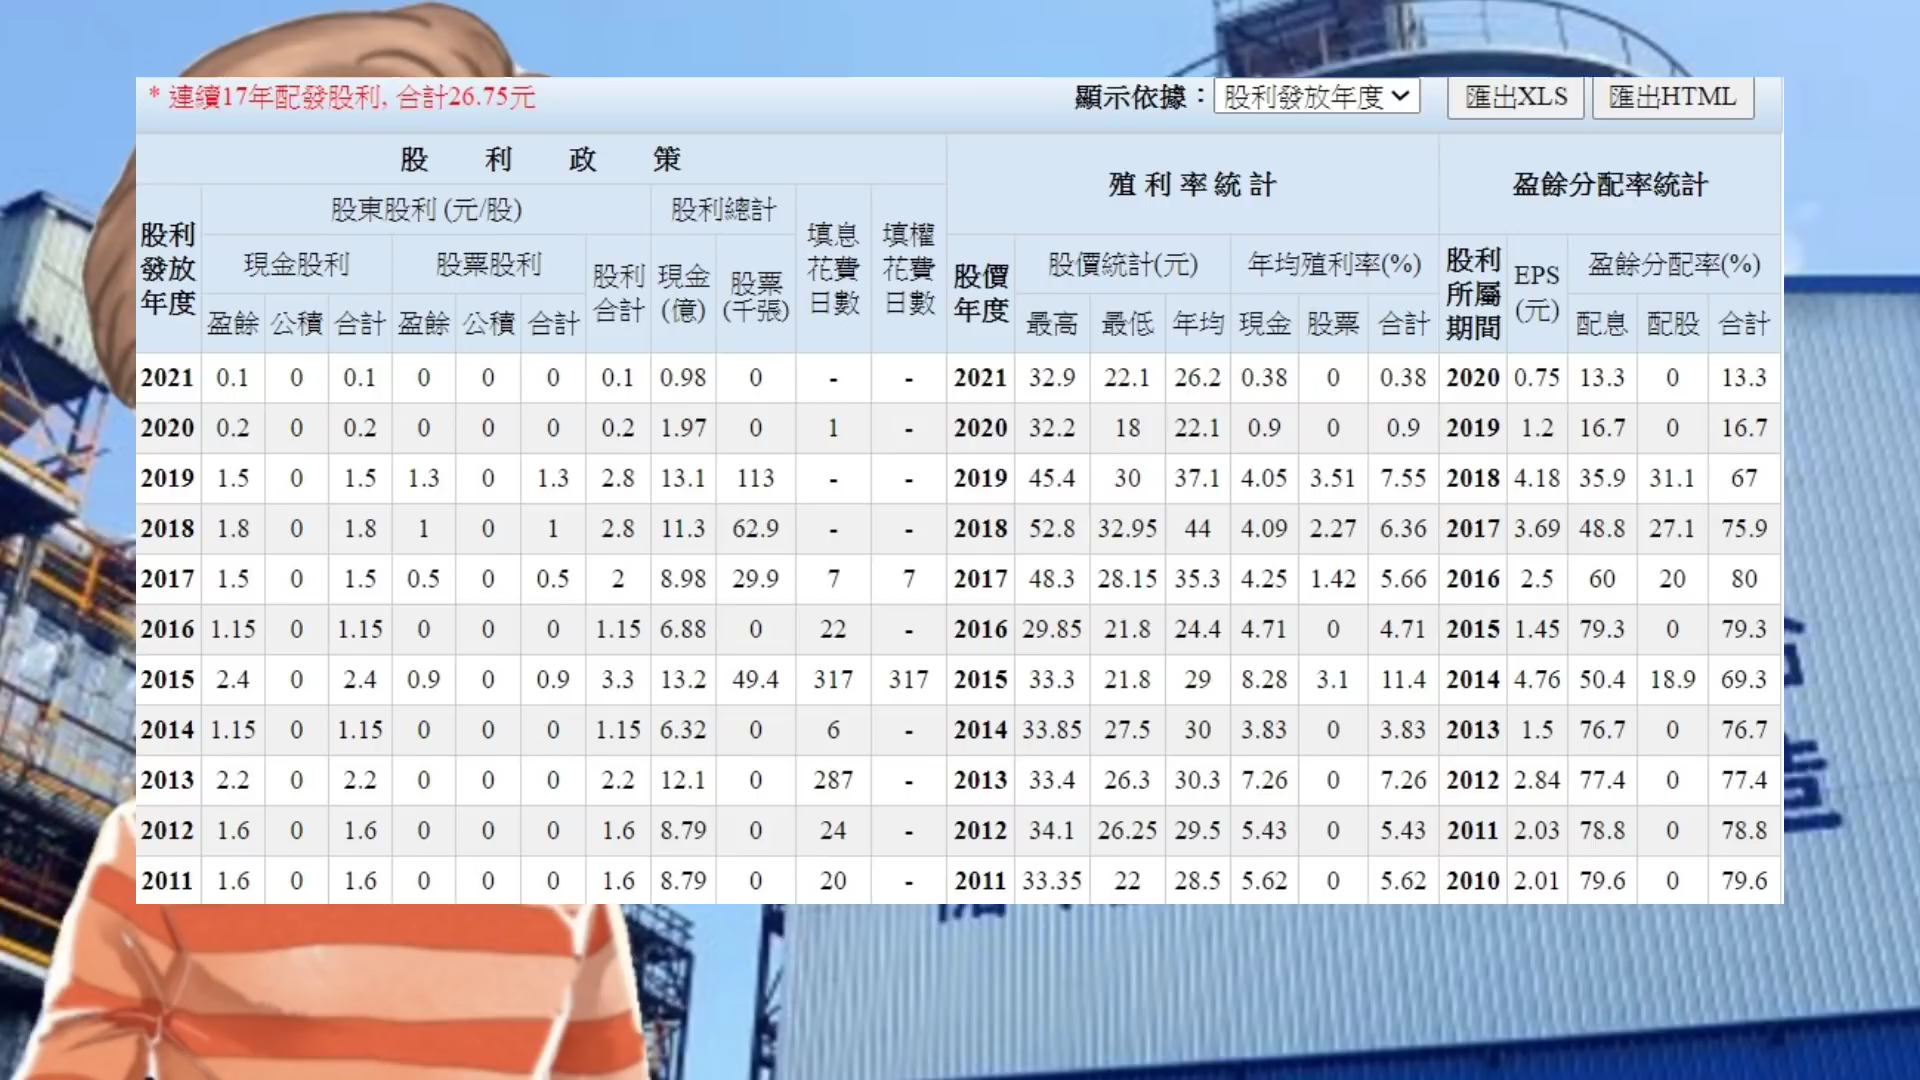 * 連續17年配發股利, 合計26.75元 顯示依據： 股利發放年度 匯出XLS 匯出HTML
股 利 政 策 殖 利 率 統 計 盈餘分配率統計
股利發放年度 股東股利 (元/股) 股利總計 填息花費日數 填權花費日數 股價年度 股價統計(元) 年均殖利率(%) 股利所屬期間 EPS(元) 盈餘分配率(%)
現金股利 股票股利 股利合計 現金(億) 股票(千張)
盈餘 公積 合計 盈餘 公積 合計 最高 最低 年均 現金 股票 合計 配息 配股 合計
2021 0.1 0 0.1 0 0 0 0.1 0.98 0 - - 2021 32.9 22.1 26.2 0.38 0 0.38 2020 0.75 13.3 0 13.3
2020 0.2 0 0.2 0 0 0 0.2 1.97 0 1 - 2020 32.2 18 22.1 0.9 0 0.9 2019 1.2 16.7 0 16.7
2019 1.5 0 1.5 1.3 0 1.3 2.8 13.1 113 - - 2019 45.4 30 37.1 4.05 3.51 7.55 2018 4.18 35.9 31.1 67
2018 1.8 0 1.8 1 0 1 2.8 11.3 62.9 - - 2018 52.8 32.95 44 4.09 2.27 6.36 2017 3.69 48.8 27.1 75.9
2017 1.5 0 1.5 0.5 0 0.5 2 8.98 29.9 7 7 2017 48.3 28.15 35.3 4.25 1.42 5.66 2016 2.5 60 20 80
2016 1.15 0 1.15 0 0 0 1.15 6.88 0 22 - 2016 29.85 21.8 24.4 4.71 0 4.71 2015 1.45 79.3 0 79.3
2015 2.4 0 2.4 0.9 0 0.9 3.3 13.2 49.4 317 317 2015 33.3 21.8 29 8.28 3.1 11.4 2014 4.76 50.4 18.9 69.3
2014 1.15 0 1.15 0 0 0 1.15 6.32 0 6 - 2014 33.85 27.5 30 3.83 0 3.83 2013 1.5 76.7 0 76.7
2013 2.2 0 2.2 0 0 0 2.2 12.1 0 287 - 2013 33.4 26.3 30.3 7.26 0 7.26 2012 2.84 77.4 0 77.4
2012 1.6 0 1.6 0 0 0 1.6 8.79 0 24 - 2012 34.1 26.25 29.5 5.43 0 5.43 2011 2.03 78.8 0 78.8
2011 1.6 0 1.6 0 0 0 1.6 8.79 0 20 - 2011 33.35 22 28.5 5.62 0 5.62 2010 2.01 79.6 0 79.6